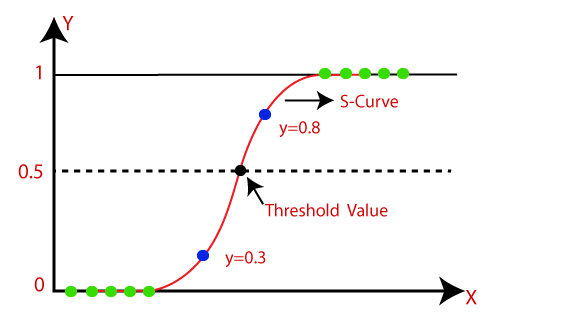 Y
1
S-Curve
y=0.8
0.5
Threshold Value
y=0.3
0
X